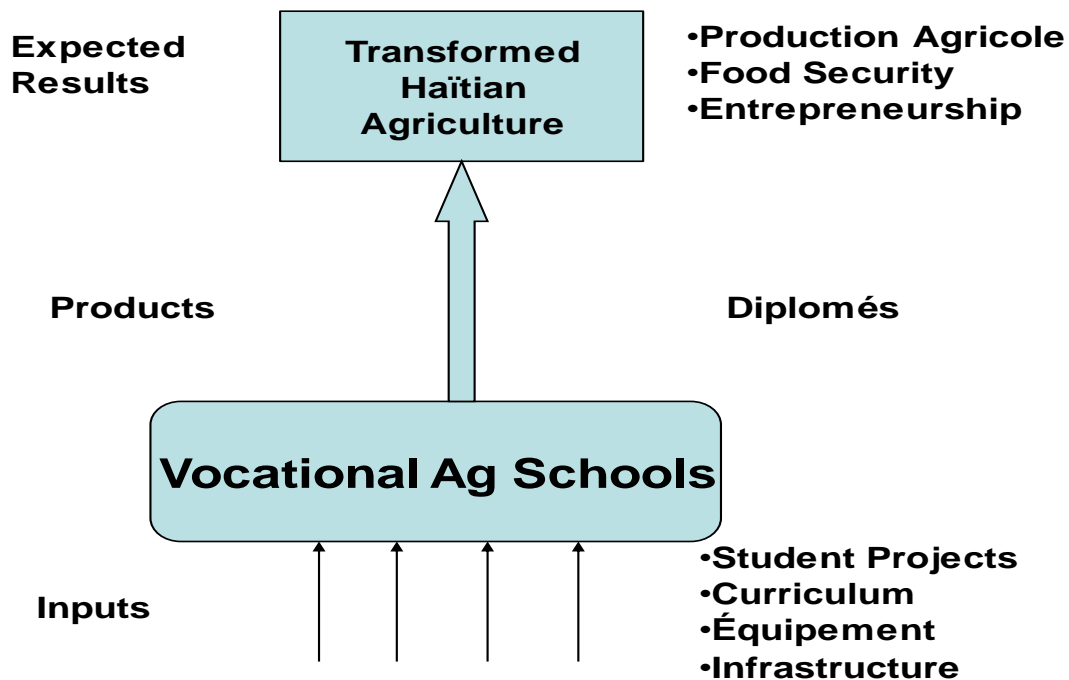 Expected
Results
Transformed
Haïtian
Agriculture
•Production Agricole
•Food Security
•Entrepreneurship
Products
Diplomés
Vocational Ag Schools
Inputs
•Student Projects
•Curriculum
•Équipement
•Infrastructure